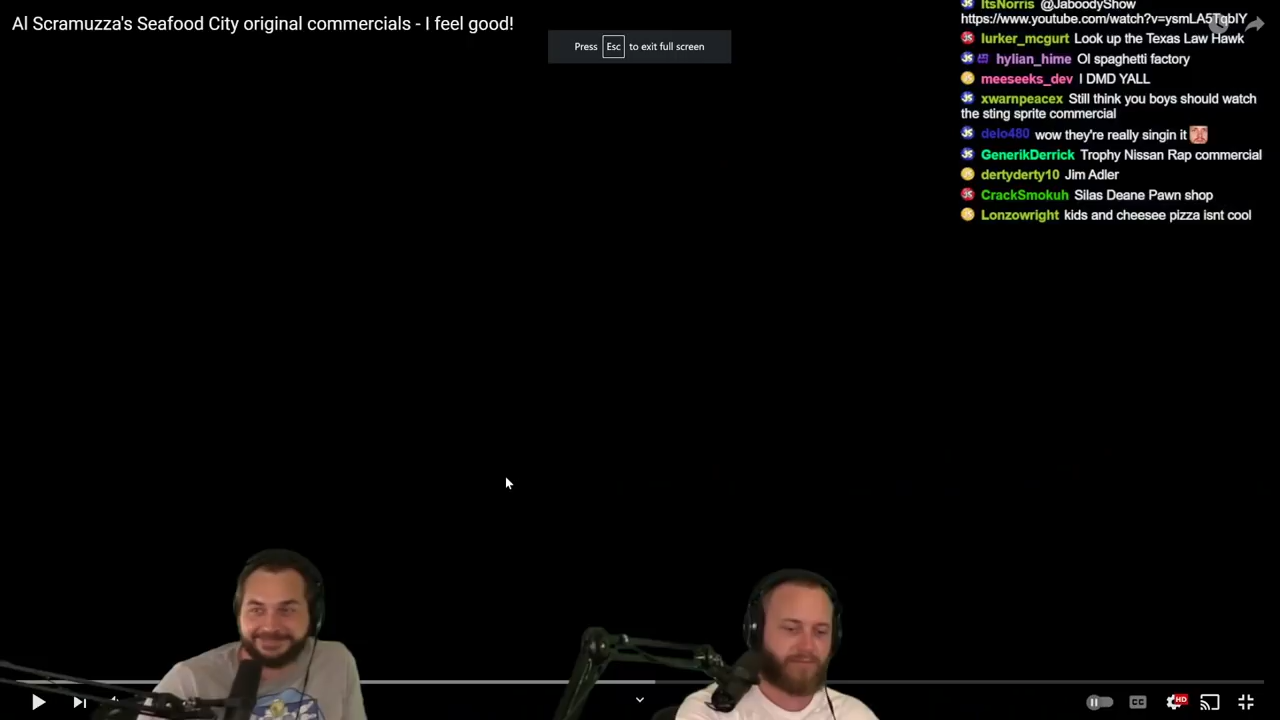 Al Scramuzza's Seafood City original commercials - I feel good!
Press Esc to exit full screen
ItsNorris @JaboodyShow
https://www.youtube.com/watch?v=ysmLA5TqbIY
lurker_mcgurt Look up the Texas Law Hawk
hylian_hime Ol spaghetti factory
meeseeks_dev I DMD YALL
xwarnpeacex Still think you boys should watch
the sting sprite commercial
delo480 wow they're really singin it
GenerikDerrick Trophy Nissan Rap commercial
dertyderty10 Jim Adler
CrackSmokuh Silas Deane Pawn shop
Lonzowright kids and cheesee pizza isnt cool
CC HD